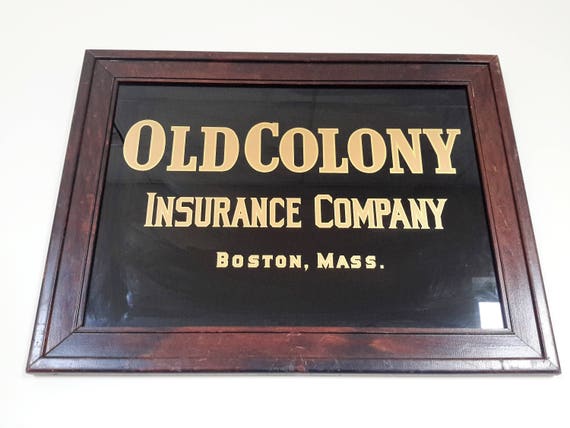 OLD COLONY
INSURANCE COMPANY
BOSTON, MASS.